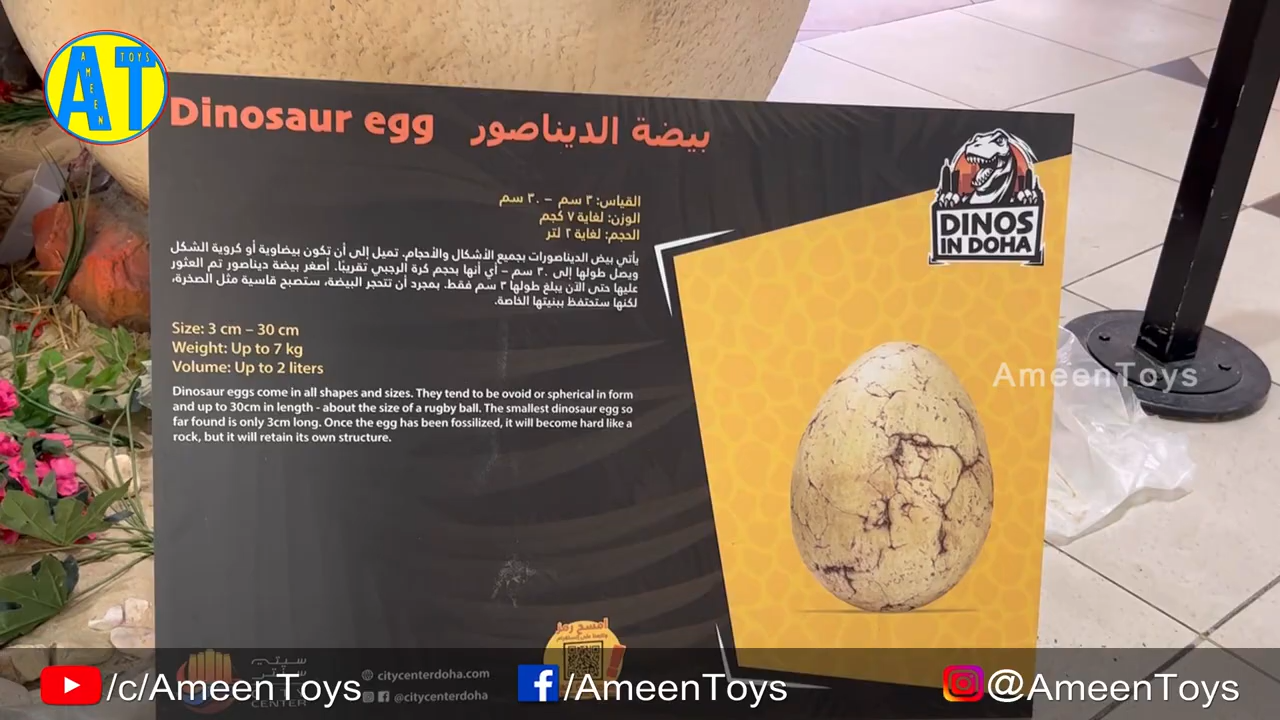 AT
AMEEN
TOYS
Dinosaur egg بيضة الديناصور
DINOS
IN DOHA
القياس: ٣ سم – ٣٠ سم
الوزن: لغاية ٧ كجم
الحجم: لغاية ٢ لتر
يأتي بيض الديناصورات بجميع الأشكال والأحجام. تميل إلى أن تكون بيضاوية أو كروية الشكل
ويصل طولها إلى ٣٠ سم – أي أنها بحجم كرة الرجبي تقريبًا. أصغر بيضة ديناصور تم العثور
عليها حتى الآن يبلغ طولها ٣ سم فقط. بمجرد أن تتحجر البيضة، ستصبح قاسية مثل الصخرة،
لكنها ستحتفظ ببنيتها الخاصة.
Size: 3 cm – 30 cm
Weight: Up to 7 kg
Volume: Up to 2 liters
Dinosaur eggs come in all shapes and sizes. They tend to be ovoid or spherical in form
and up to 30cm in length - about the size of a rugby ball. The smallest dinosaur egg so
far found is only 3cm long. Once the egg has been fossilized, it will become hard like a
rock, but it will retain its own structure.
AmeenToys
امسح رمز
سيتي
سنتر
CENTER
citycenterdoha.com
@citycenterdoha
/c/AmeenToys
/AmeenToys
@AmeenToys